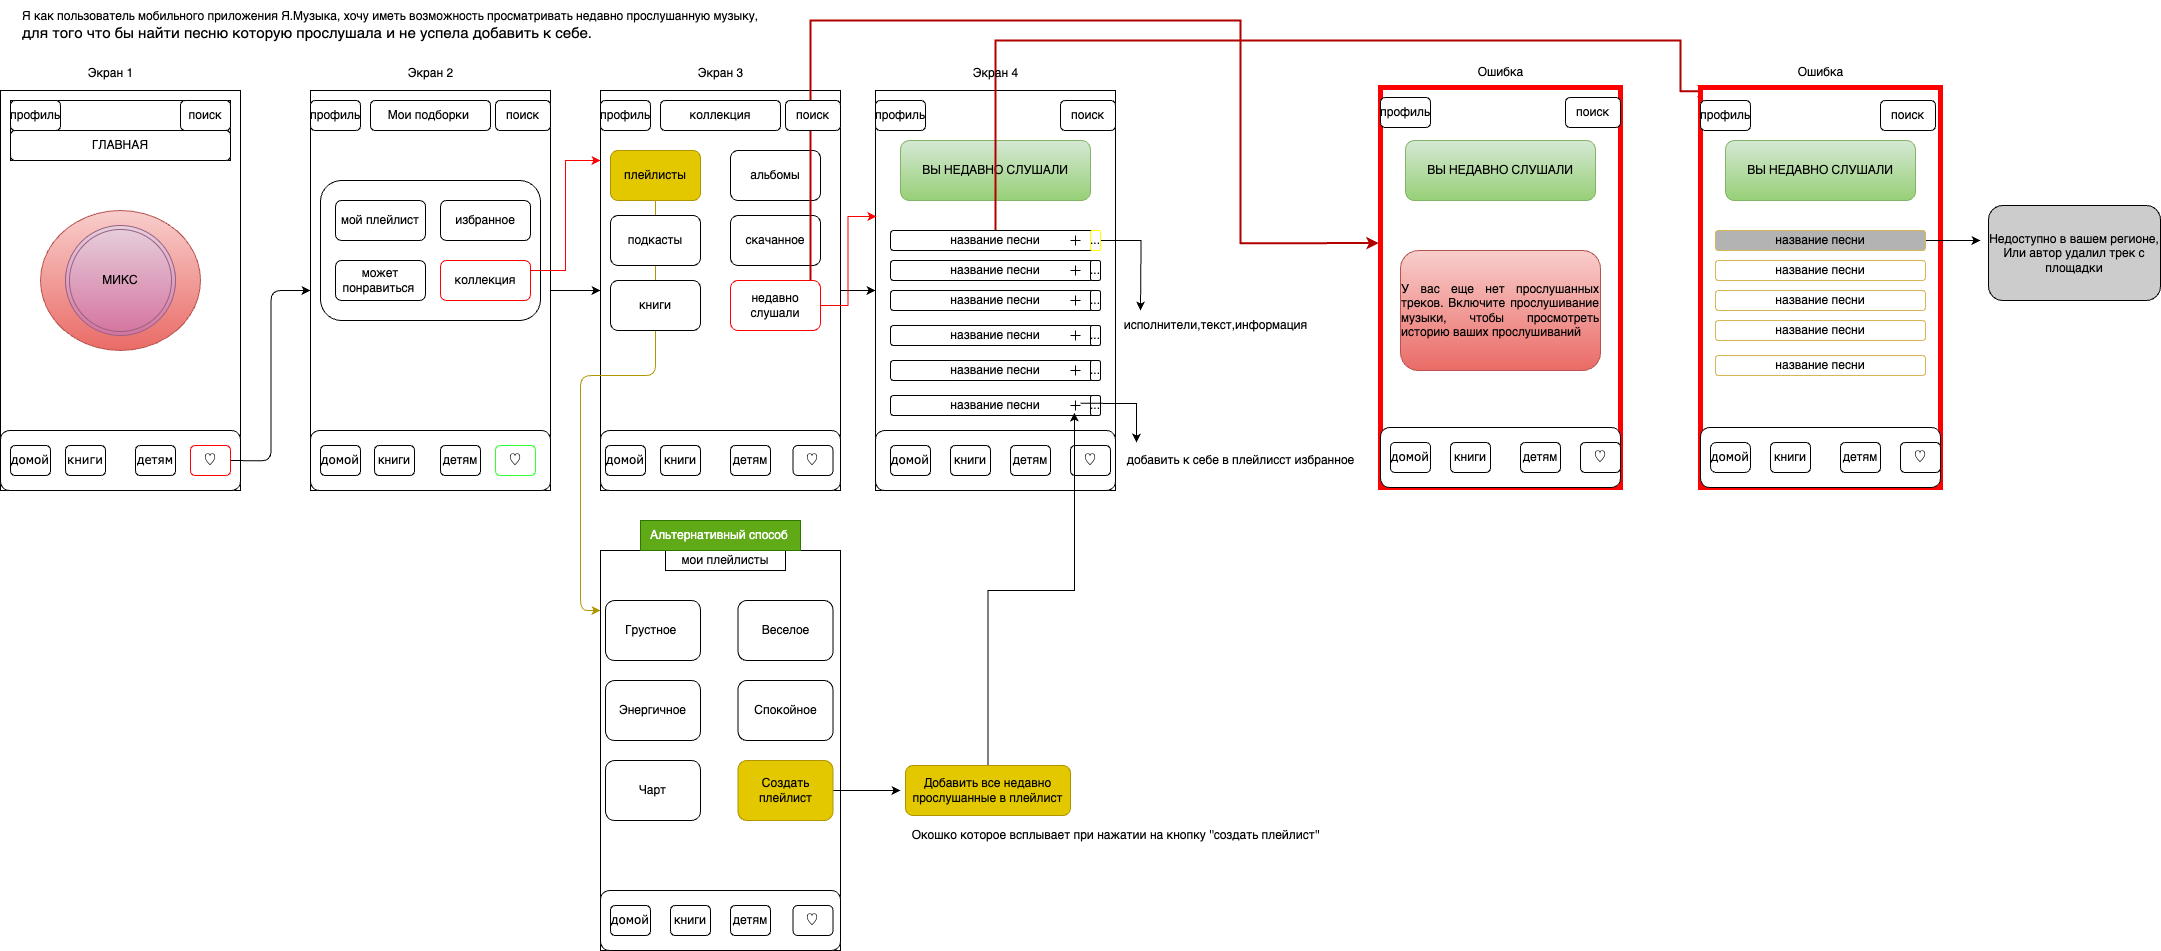 Я как пользователь мобильного приложения Я.Музыка, хочу иметь возможность просматривать недавно прослушанную музыку,
для того что бы найти песню которую прослушала и не успела добавить к себе.
Экран 1
профиль
поиск
ГЛАВНАЯ
МИКС
домой
книги
детям
♡
Экран 2
профиль
Мои подборки
поиск
мой плейлист
избранное
может
понравиться
коллекция
домой
книги
детям
♡
Экран 3
профиль
коллекция
поиск
плейлисты
альбомы
подкасты
скачанное
книги
недавно
слушали
домой
книги
детям
♡
Экран 4
профиль
поиск
ВЫ НЕДАВНО СЛУШАЛИ
название песни + ...
название песни + ...
название песни + ...
название песни + ...
название песни + ...
название песни + ...
домой
книги
детям
♡
исполнители,текст,информация
добавить к себе в плейлисст избранное
Ошибка
профиль
поиск
ВЫ НЕДАВНО СЛУШАЛИ
У вас еще нет прослушанных
треков. Включите прослушивание
музыки, чтобы просмотреть
историю ваших прослушиваний
домой
книги
детям
♡
Ошибка
профиль
поиск
ВЫ НЕДАВНО СЛУШАЛИ
название песни
название песни
название песни
название песни
название песни
домой
книги
детям
♡
Недоступно в вашем регионе,
Или автор удалил трек с
площадки
Альтернативный способ
мои плейлисты
Грустное
Веселое
Энергичное
Спокойное
Чарт
Создать
плейлист
домой
книги
детям
♡
Добавить все недавно
прослушанные в плейлист
Окошко которое всплывает при нажатии на кнопку "создать плейлист"